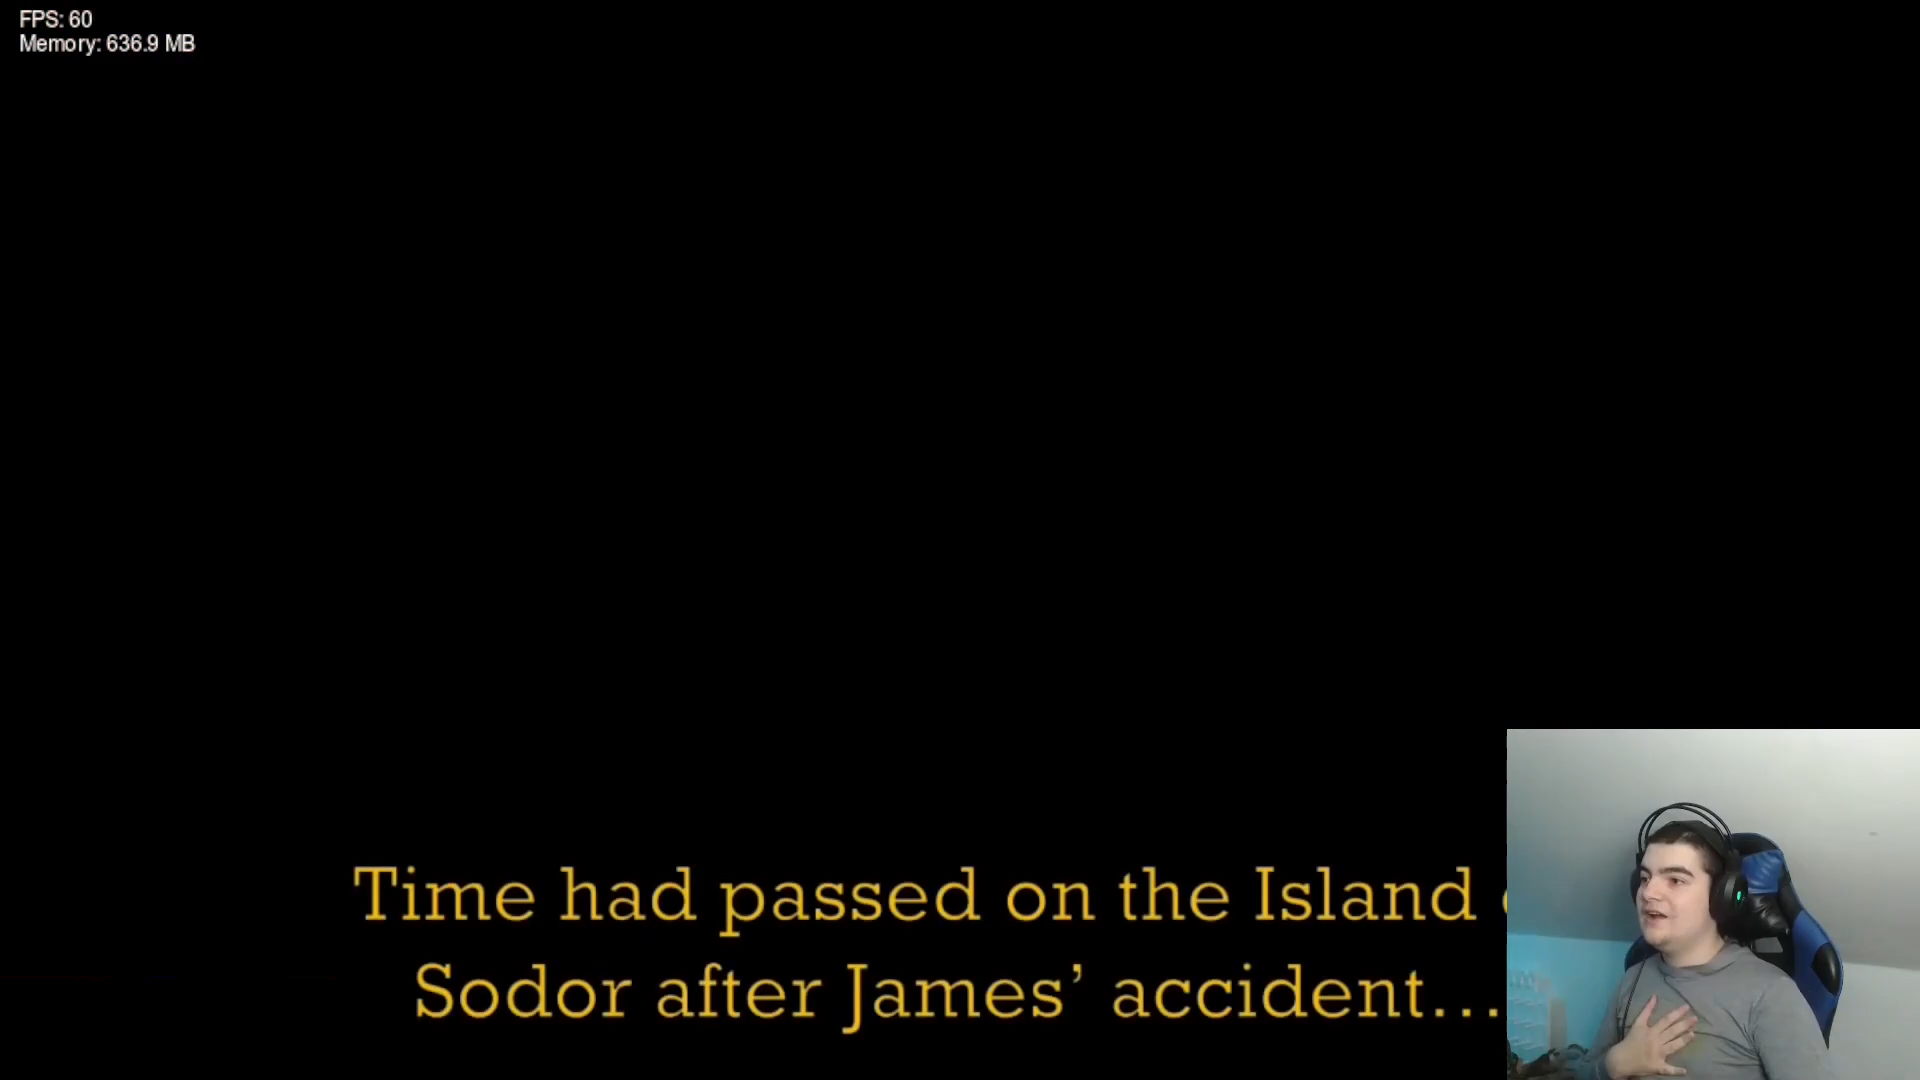 FPS: 60
Memory: 636.9 MB
Time had passed on the Island
Sodor after James’ accident...